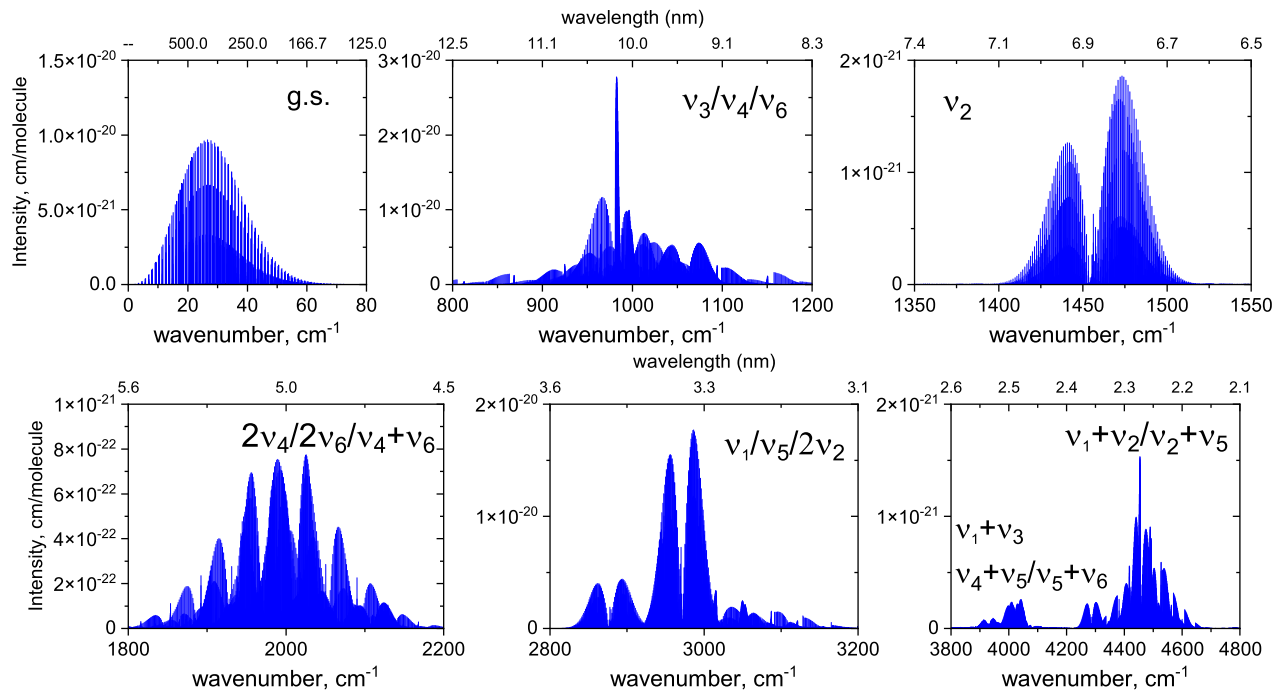 wavelength (nm)
-- 500.0 250.0 166.7 125.0
12.5 11.1 10.0 9.1 8.3
7.4 7.1 6.9 6.7 6.5
Intensity, cm/molecule
1.5×10⁻²⁰
1.0×10⁻²⁰
5.0×10⁻²¹
0.0
g.s.
0 20 40 60 80
wavenumber, cm⁻¹
3×10⁻²⁰
2×10⁻²⁰
1×10⁻²⁰
0
ν₃/ν₄/ν₆
800 900 1000 1100 1200
wavenumber, cm⁻¹
2×10⁻²¹
1×10⁻²¹
0
ν₂
1350 1400 1450 1500 1550
wavenumber, cm⁻¹
wavelength (nm)
5.6 5.0 4.5
3.6 3.3 3.1
2.6 2.5 2.4 2.3 2.2 2.1
Intensity, cm/molecule
1×10⁻²¹
8×10⁻²²
6×10⁻²²
4×10⁻²²
2×10⁻²²
0
2ν₄/2ν₆/ν₄+ν₆
1800 1900 2000 2100 2200
wavenumber, cm⁻¹
2×10⁻²⁰
1×10⁻²⁰
0
ν₁/ν₅/2ν₂
2800 2900 3000 3100 3200
wavenumber, cm⁻¹
2×10⁻²¹
1×10⁻²¹
0
ν₁+ν₂/ν₂+ν₅
ν₁+ν₃
ν₄+ν₅/ν₅+ν₆
3800 4000 4200 4400 4600 4800
wavenumber, cm⁻¹